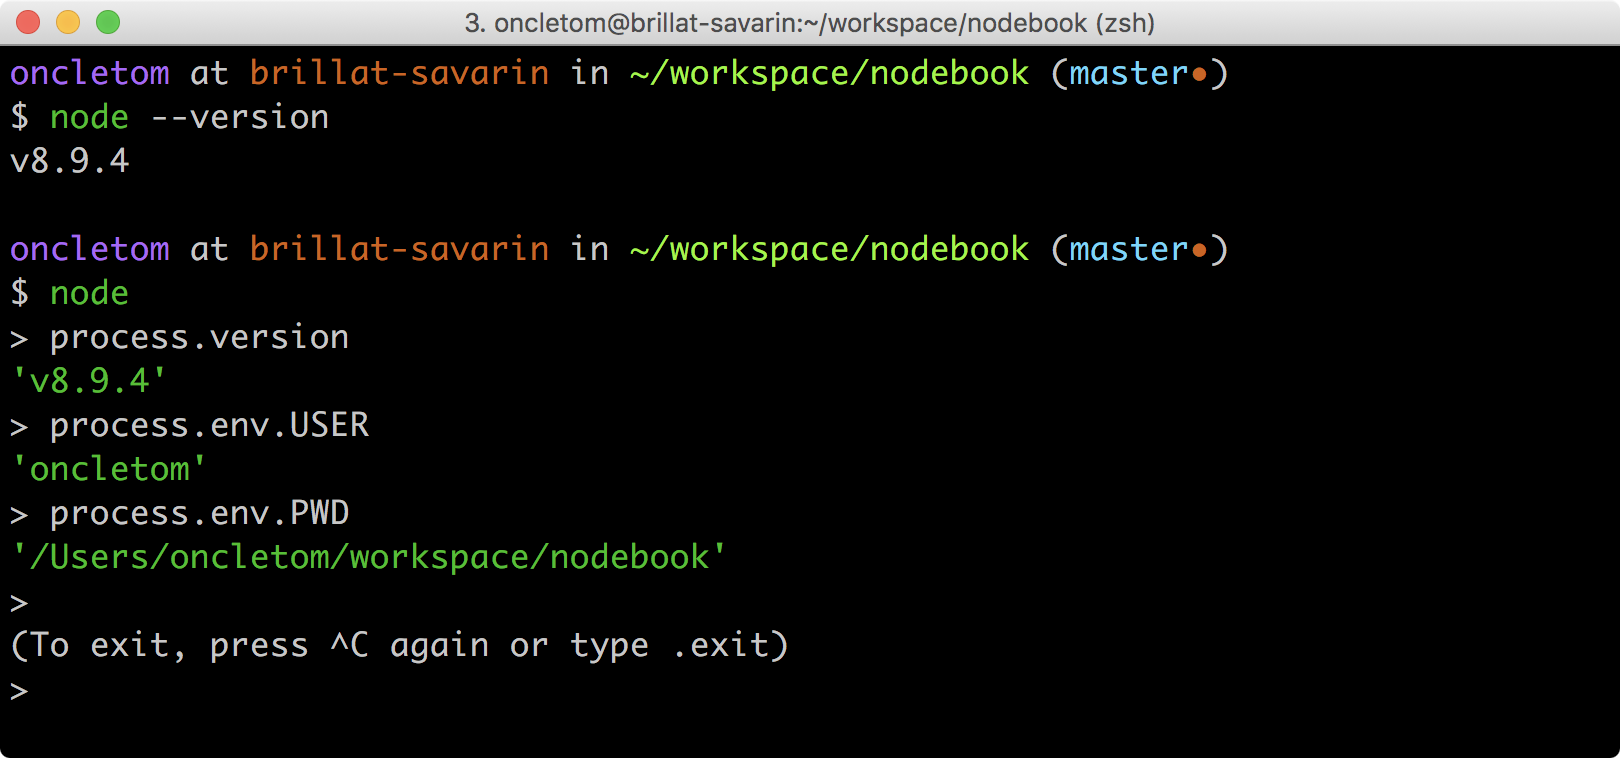 3. oncletom@brillat-savarin:~/workspace/nodebook (zsh)
oncletom at brillat-savarin in ~/workspace/nodebook (master•)
$ node --version
v8.9.4
oncletom at brillat-savarin in ~/workspace/nodebook (master•)
$ node
> process.version
'v8.9.4'
> process.env.USER
'oncletom'
> process.env.PWD
'/Users/oncletom/workspace/nodebook'
>
(To exit, press ^C again or type .exit)
>